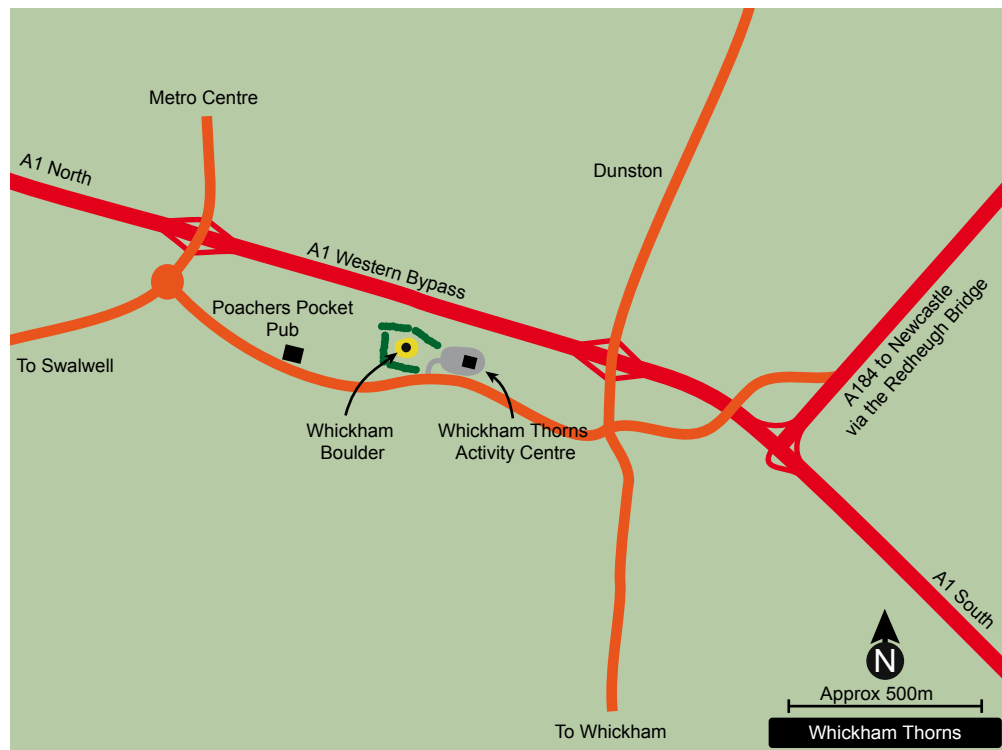 Metro Centre
A1 North
Dunston
A1 Western Bypass
Poachers Pocket
Pub
To Swalwell
A184 to Newcastle
via the Redheugh Bridge
Whickham
Boulder
Whickham Thorns
Activity Centre
A1 South
N
Approx 500m
To Whickham
Whickham Thorns